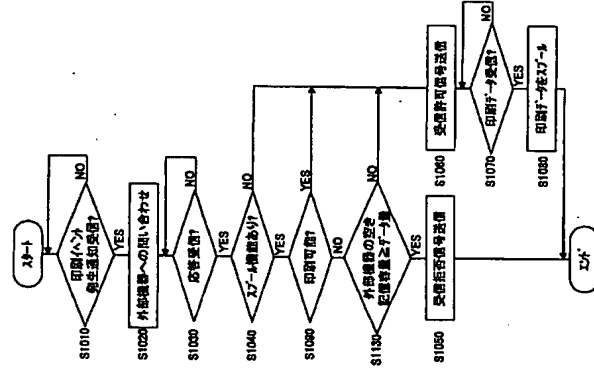 スタート
印刷イベント
発生通知受信?
NO
S1010
YES
外部機器への問い合わせ
S1020
応答受信?
NO
S1030
YES
スプール機能あり?
NO
S1040
YES
印刷可能?
YES
S1090
NO
外部機器の空き
記憶容量≧データ量
NO
S1130
YES
受信拒否信号送信
S1050
受信許可信号送信
S1060
印刷データ受信?
NO
S1070
YES
印刷データをスプール
S1080
エンド